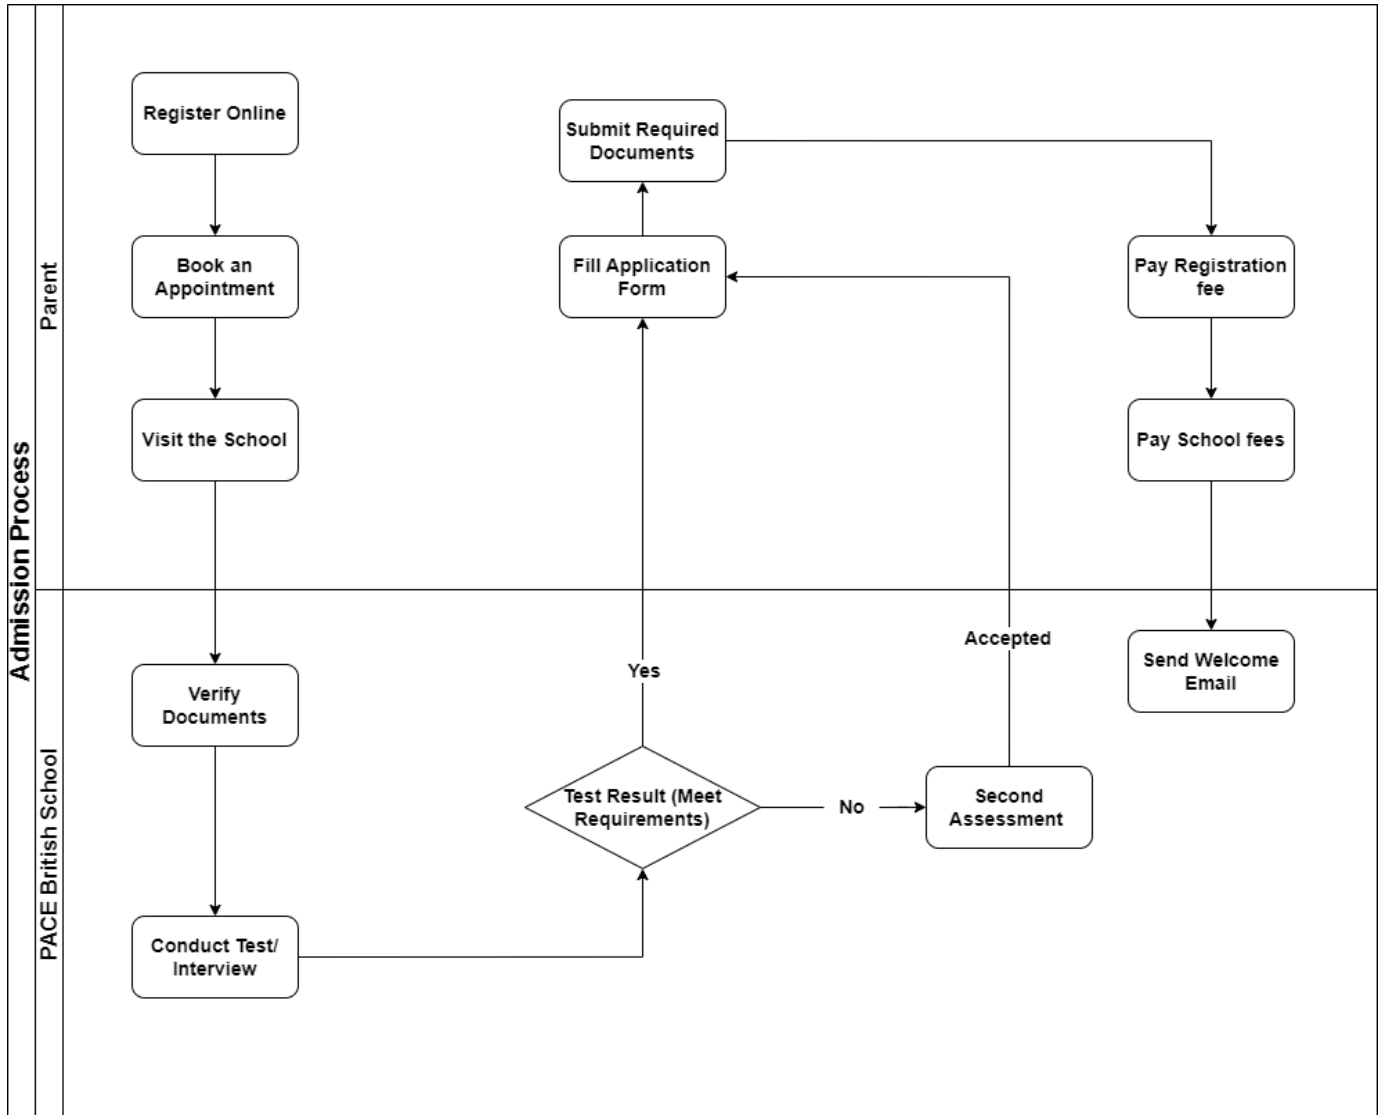 Admission Process
Parent
PACE British School
Register Online
Book an
Appointment
Visit the School
Verify
Documents
Conduct Test/
Interview
Test Result (Meet
Requirements)
Yes
No
Second
Assessment
Accepted
Fill Application
Form
Submit Required
Documents
Pay Registration
fee
Pay School fees
Send Welcome
Email